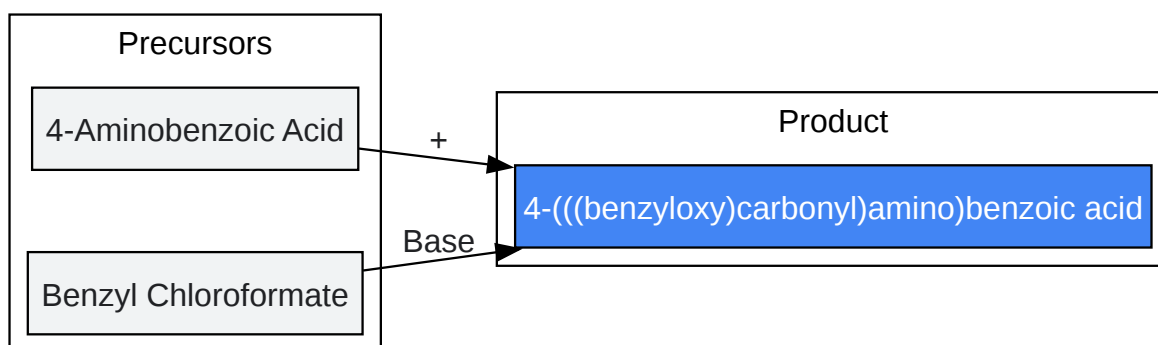 Precursors
4-Aminobenzoic Acid
+
Product
4-(((benzyloxy)carbonyl)amino)benzoic acid
Base
Benzyl Chloroformate